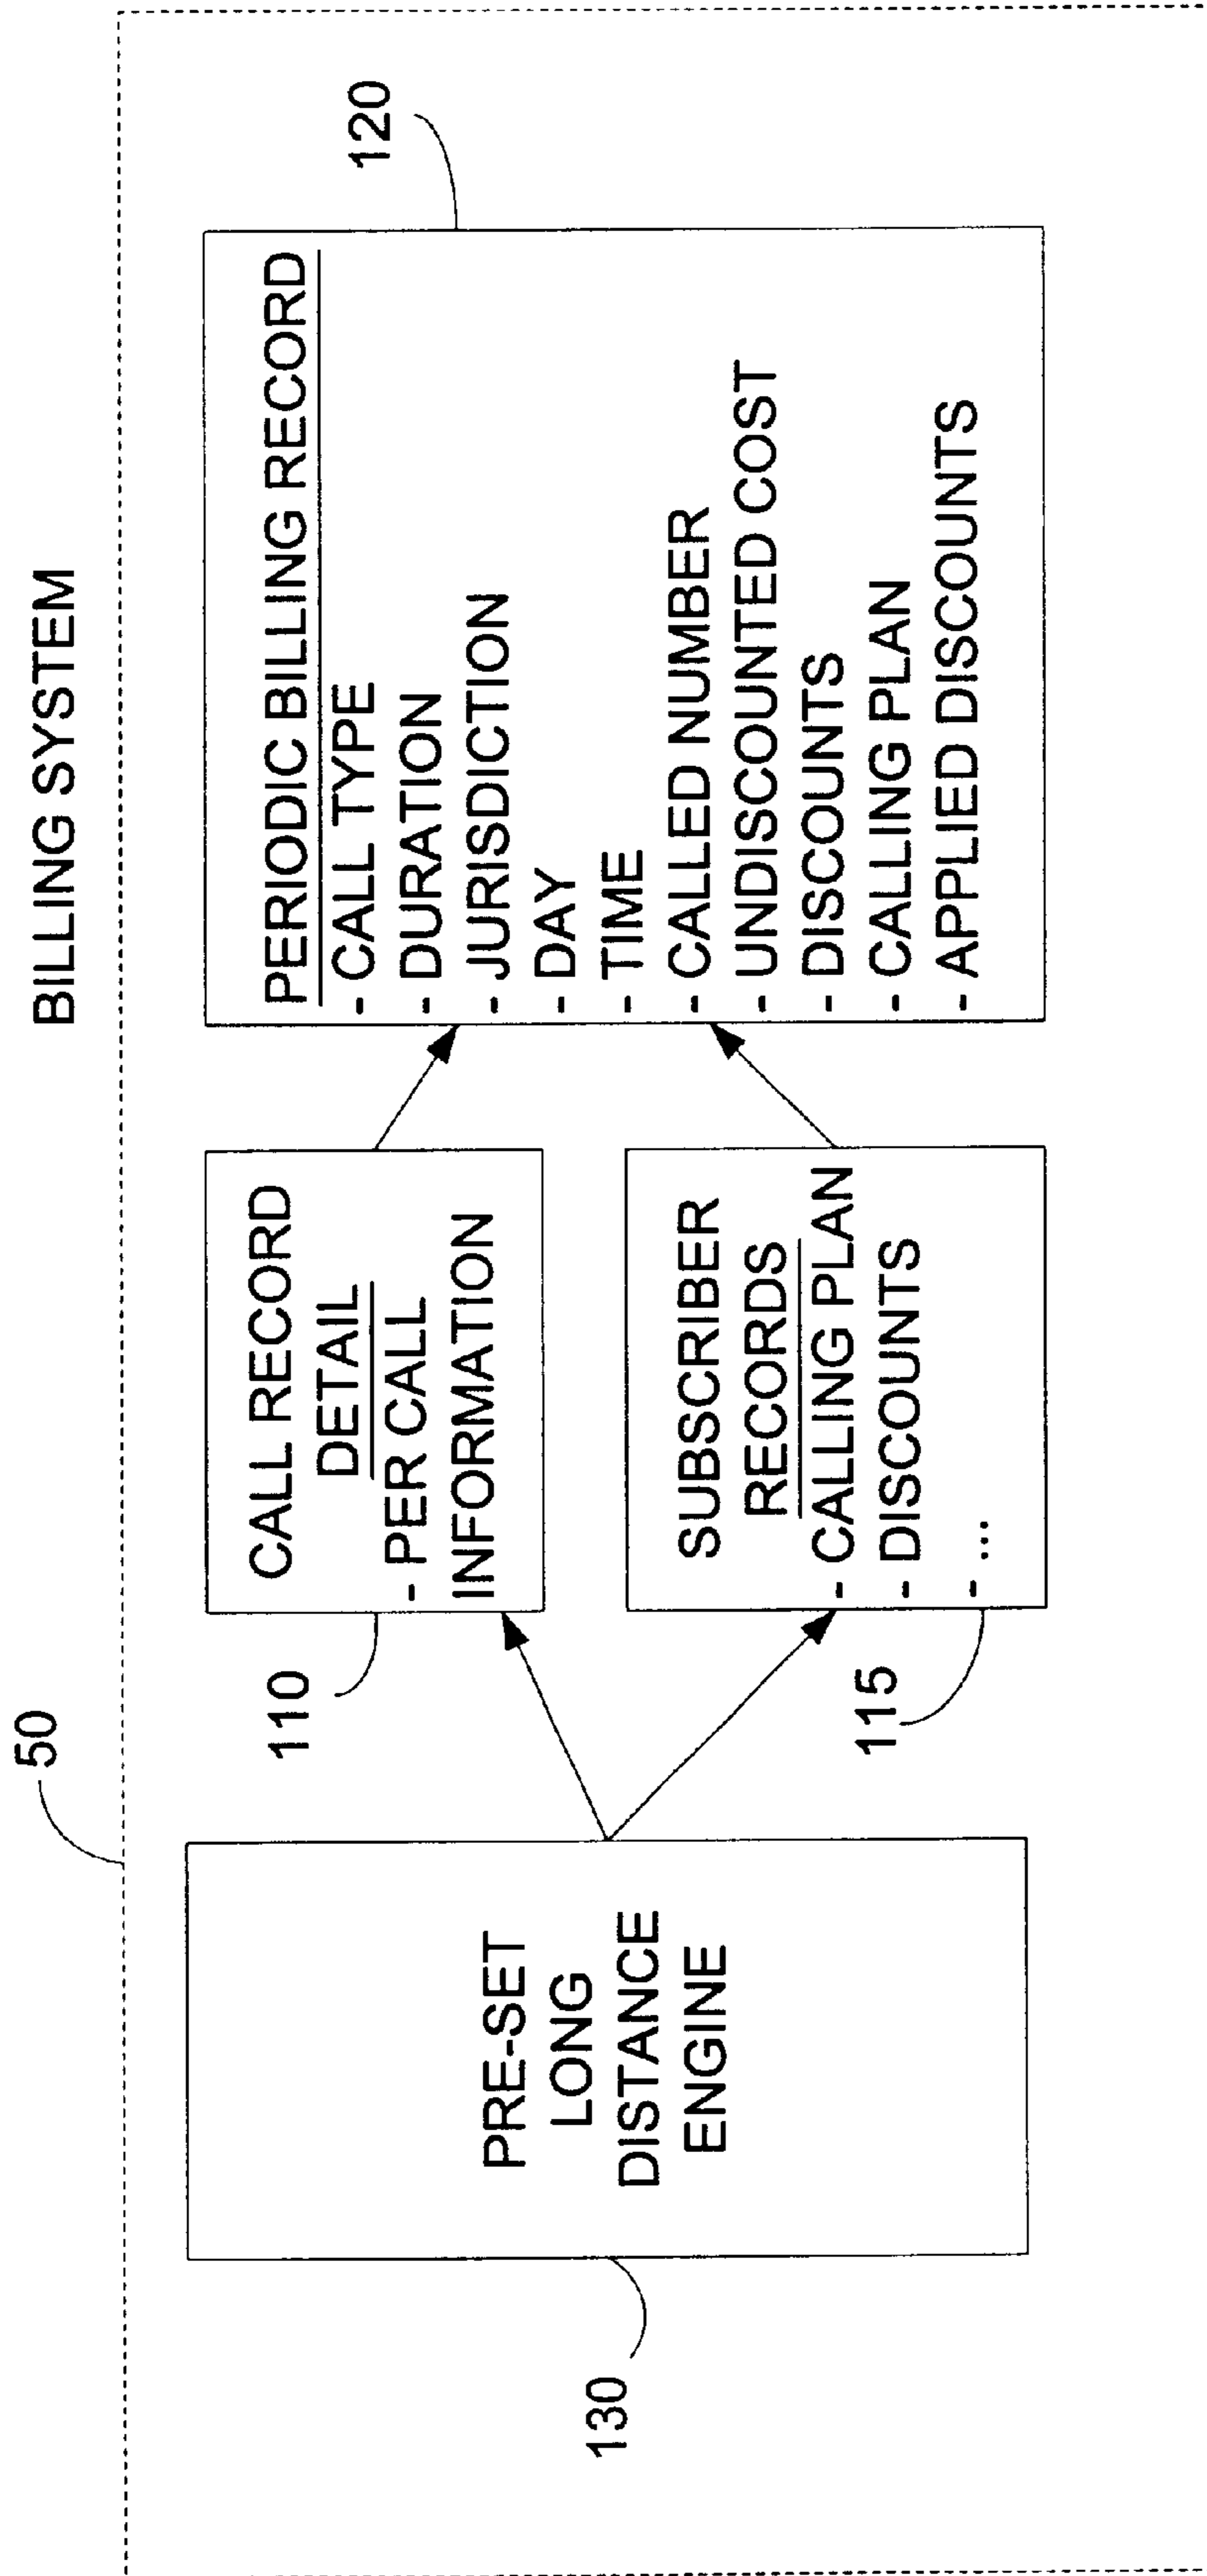 BILLING SYSTEM
50
130
PRE-SET
LONG
DISTANCE
ENGINE
110
CALL RECORD
DETAIL
- PER CALL
INFORMATION
115
SUBSCRIBER
RECORDS
- CALLING PLAN
- DISCOUNTS
- ...
120
PERIODIC BILLING RECORD
- CALL TYPE
- DURATION
- JURISDICTION
- DAY
- TIME
- CALLED NUMBER
- UNDISCOUNTED COST
- DISCOUNTS
- CALLING PLAN
- APPLIED DISCOUNTS